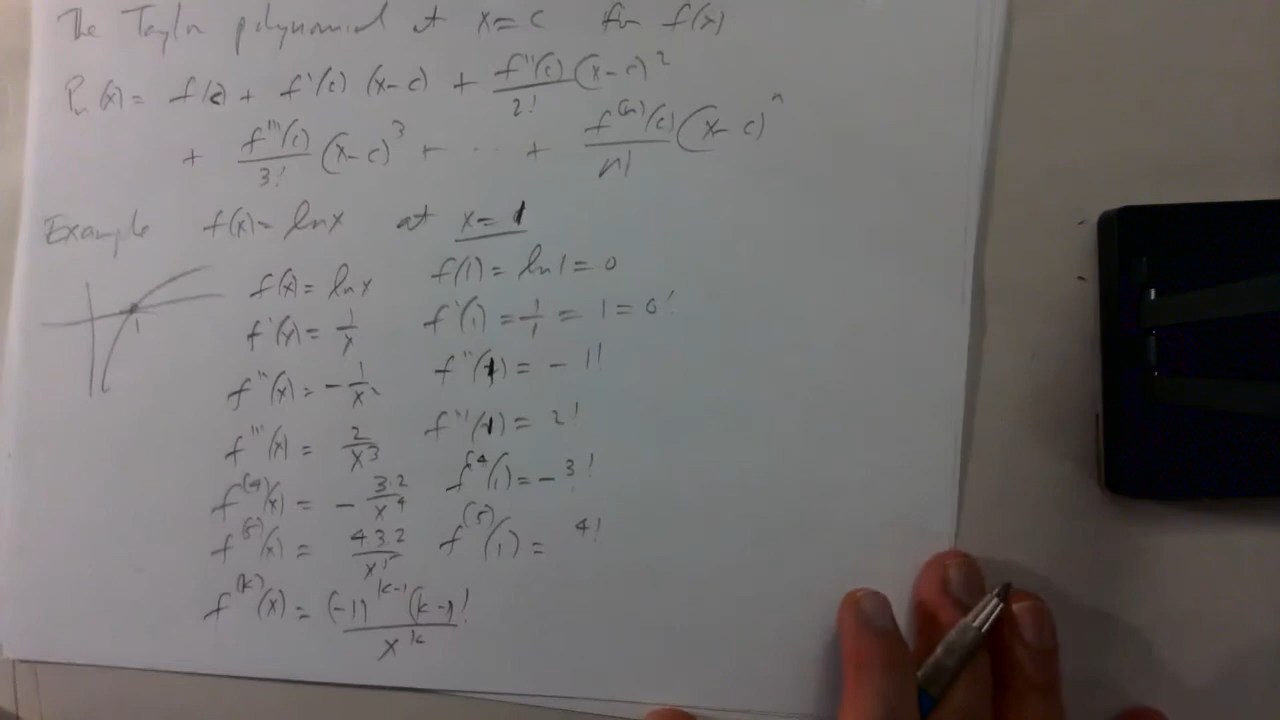 The Taylor polynomial at x = c for f(x)
Pn(x) = f(c) + f'(c) (x-c) + f''(c)/2! (x-c)^2
+ f'''(c)/3! (x-c)^3 + ... + f^(n)(c)/n! (x-c)^n
Example f(x) = ln x at x = 1
f(x) = ln x f(1) = ln 1 = 0
1
f'(x) = 1/x f'(1) = 1/1 = 1 = 0!
f''(x) = - 1/x^2 f''(1) = - 1!
f'''(x) = 2/x^3 f'''(1) = 2!
f^(4)(x) = - 3·2/x^4 f^4(1) = - 3!
f^(5)(x) = 4·3·2/x^5 f^(5)(1) = 4!
f^(k)(x) = (-1)^k-1 (k-1)!/x^k